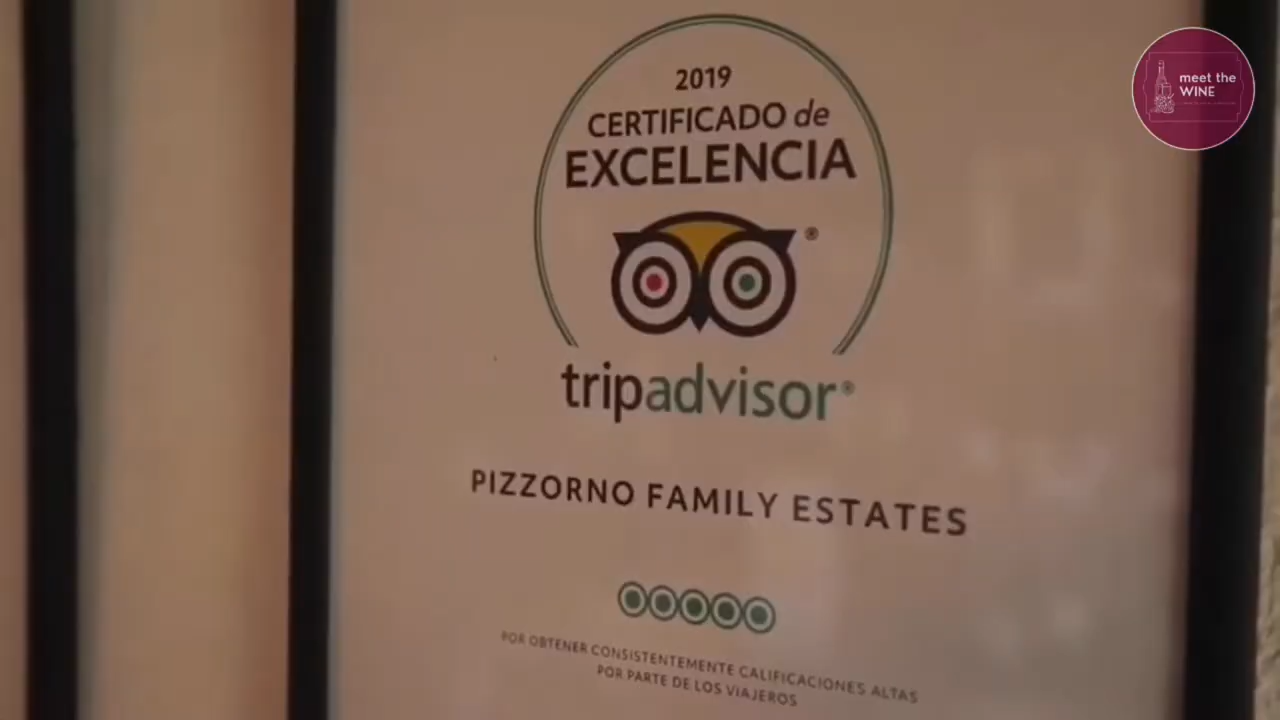 2019
CERTIFICADO de
EXCELENCIA
®
tripadvisor®
PIZZORNO FAMILY ESTATES
POR OBTENER CONSISTENTEMENTE CALIFICACIONES ALTAS
POR PARTE DE LOS VIAJEROS
meet the
WINE